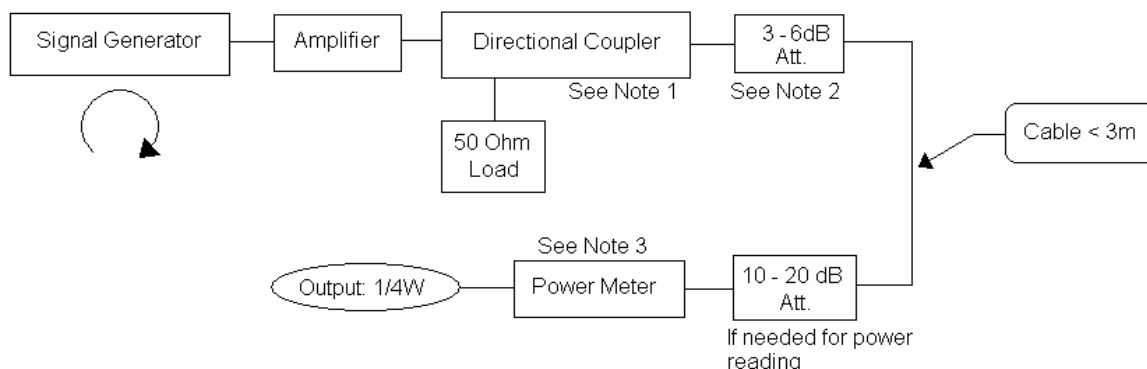 Signal Generator
Amplifier
Directional Coupler
3 - 6dB
Att.
See Note 1
See Note 2
50 Ohm
Load
Cable < 3m
See Note 3
Output: 1/4W
Power Meter
10 - 20 dB
Att.
If needed for power
reading